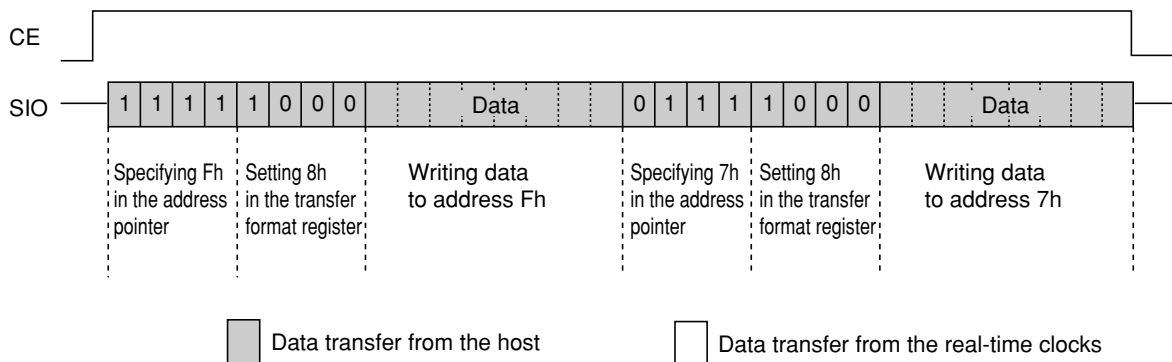 CE
SIO
1 1 1 1 1 0 0 0 Data 0 1 1 1 1 0 0 0 Data
Specifying Fh
in the address
pointer
Setting 8h
in the transfer
format register
Writing data
to address Fh
Specifying 7h
in the address
pointer
Setting 8h
in the transfer
format register
Writing data
to address 7h
Data transfer from the host
Data transfer from the real-time clocks